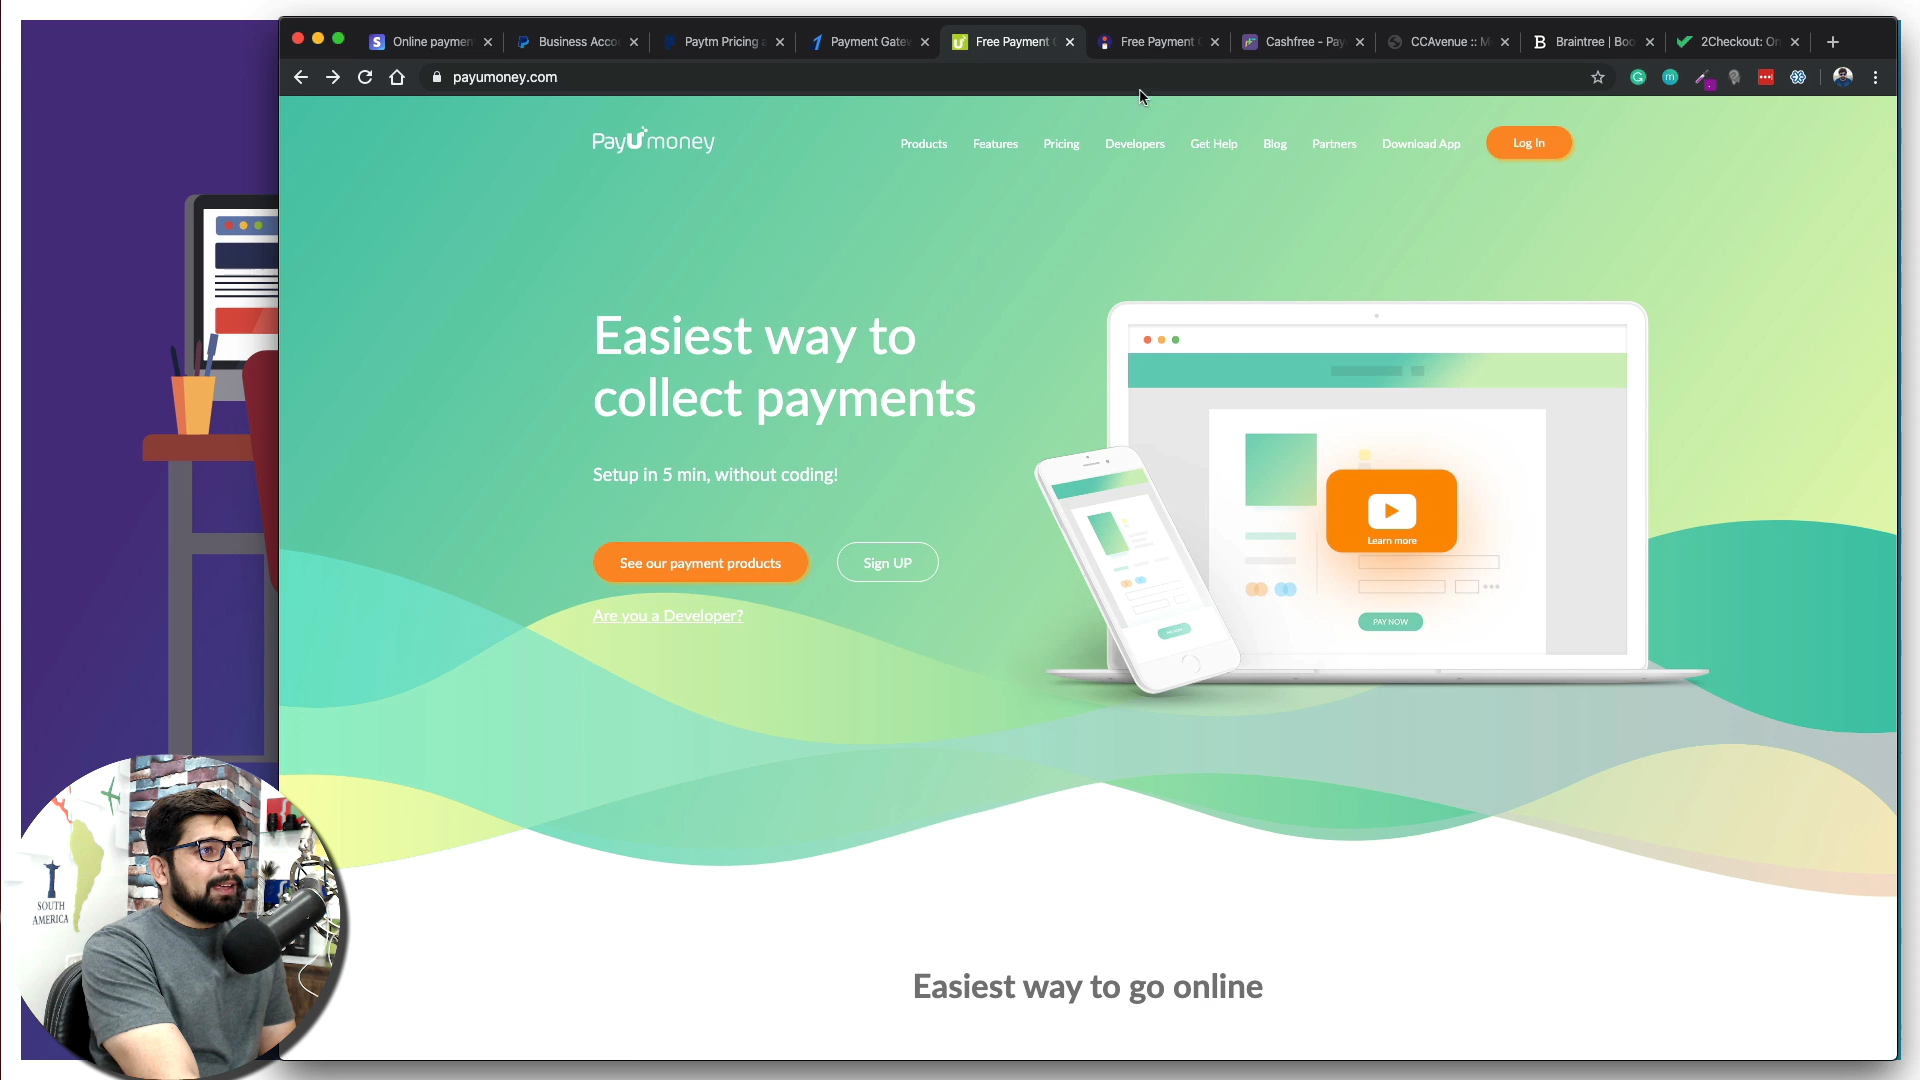 Online paymen
Business Acco
Paytm Pricing a
Payment Gatew
Free Payment G
Free Payment G
Cashfree - Pay
CCAvenue :: M
Braintree | Boo
2Checkout: On
payumoney.com
PayUmoney
Products
Features
Pricing
Developers
Get Help
Blog
Partners
Download App
Log In
Easiest way to
collect payments
Setup in 5 min, without coding!
See our payment products
Sign UP
Are you a Developer?
Learn more
PAY NOW
Easiest way to go online
SOUTH
AMERICA